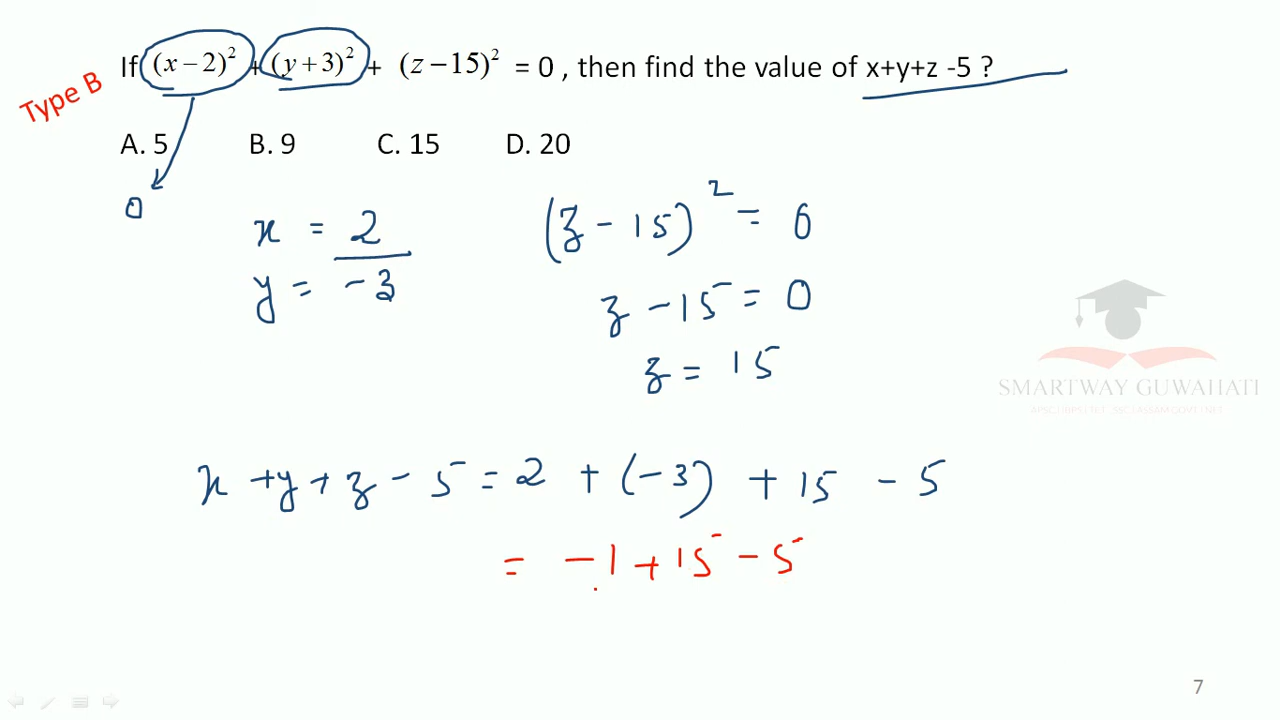 If (x−2)² + (y+3)² + (z−15)² = 0 , then find the value of x+y+z -5 ?
Type B
A. 5 B. 9 C. 15 D. 20
0
x = 2
y = -3
(z - 15)² = 0
z - 15 = 0
z = 15
SMARTWAY GUWAHATI
x + y + z - 5 = 2 + (-3) + 15 - 5
= -1 + 15 - 5
7